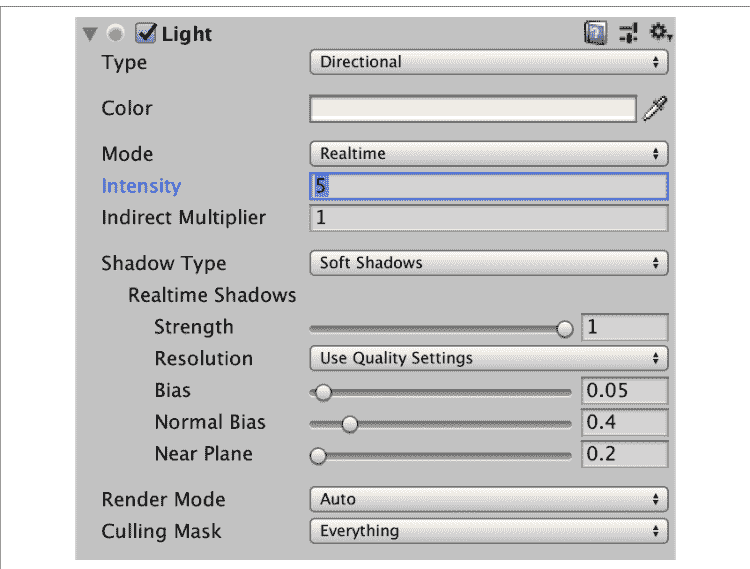 Light
Type Directional
Color
Mode Realtime
Intensity 5
Indirect Multiplier 1
Shadow Type Soft Shadows
Realtime Shadows
Strength 1
Resolution Use Quality Settings
Bias 0.05
Normal Bias 0.4
Near Plane 0.2
Render Mode Auto
Culling Mask Everything